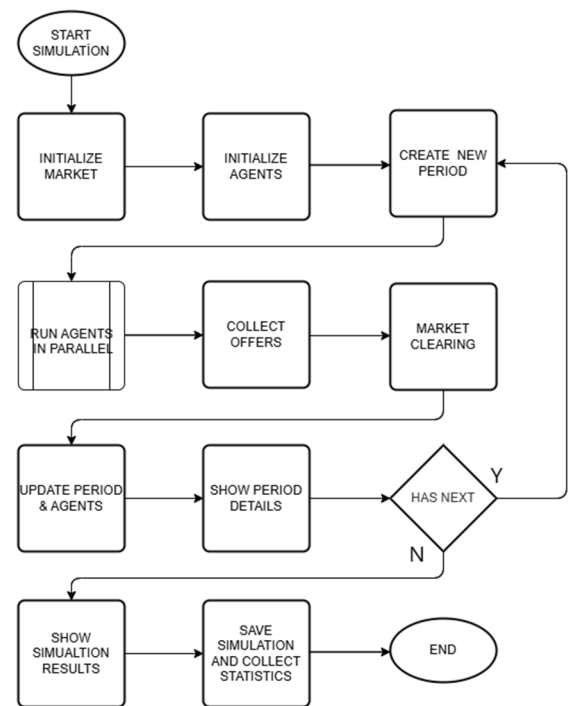 START
SIMULATİON
INITIALIZE
MARKET
INITIALIZE
AGENTS
CREATE NEW
PERIOD
RUN AGENTS
IN PARALLEL
COLLECT
OFFERS
MARKET
CLEARING
UPDATE PERIOD
& AGENTS
SHOW PERIOD
DETAILS
HAS NEXT
Y
N
SHOW
SIMUALTION
RESULTS
SAVE
SIMULATION
AND COLLECT
STATISTICS
END